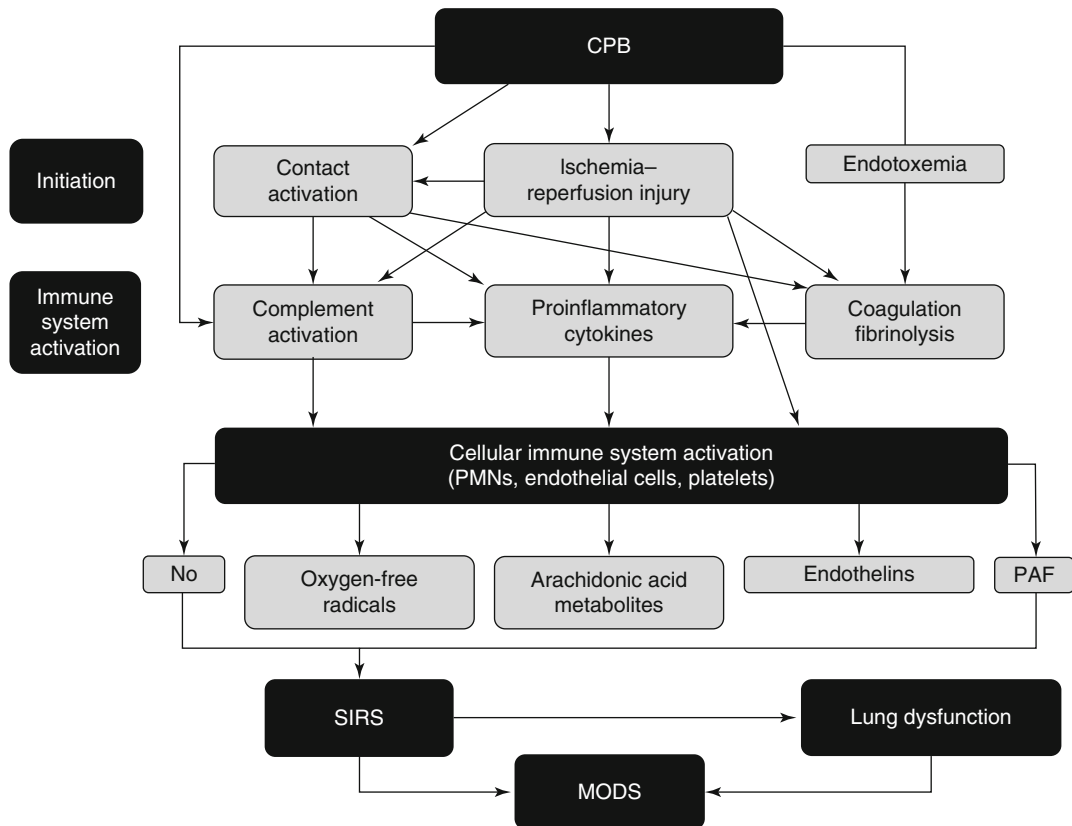 CPB
Initiation
Contact
activation
Ischemia–
reperfusion injury
Endotoxemia
Immune
system
activation
Complement
activation
Proinflammatory
cytokines
Coagulation
fibrinolysis
Cellular immune system activation
(PMNs, endothelial cells, platelets)
No
Oxygen-free
radicals
Arachidonic acid
metabolites
Endothelins
PAF
SIRS
Lung dysfunction
MODS